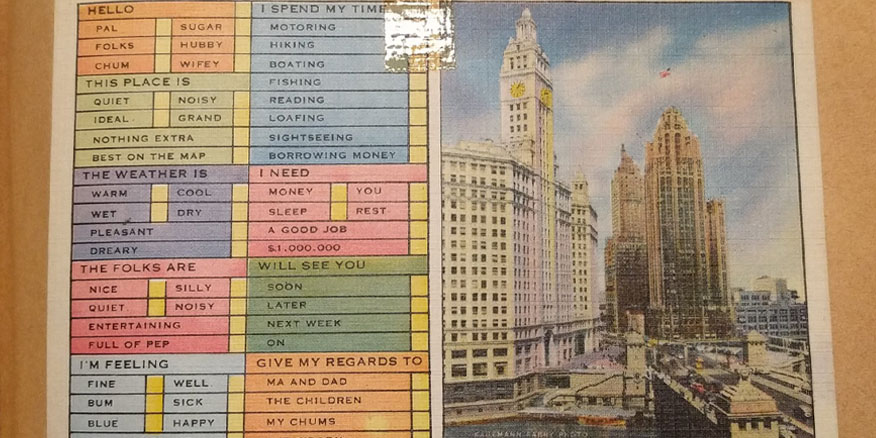 HELLO
PAL SUGAR
FOLKS HUBBY
CHUM WIFEY
THIS PLACE IS
QUIET NOISY
IDEAL GRAND
NOTHING EXTRA
BEST ON THE MAP
THE WEATHER IS
WARM COOL
WET DRY
PLEASANT
DREARY
THE FOLKS ARE
NICE SILLY
QUIET NOISY
ENTERTAINING
FULL OF PEP
I'M FEELING
FINE WELL
BUM SICK
BLUE HAPPY
I SPEND MY TIME
MOTORING
HIKING
BOATING
FISHING
READING
LOAFING
SIGHTSEEING
BORROWING MONEY
I NEED
MONEY YOU
SLEEP REST
A GOOD JOB
$1,000,000
WILL SEE YOU
SOON
LATER
NEXT WEEK
ON
GIVE MY REGARDS TO
MA AND DAD
THE CHILDREN
MY CHUMS
PHOTO